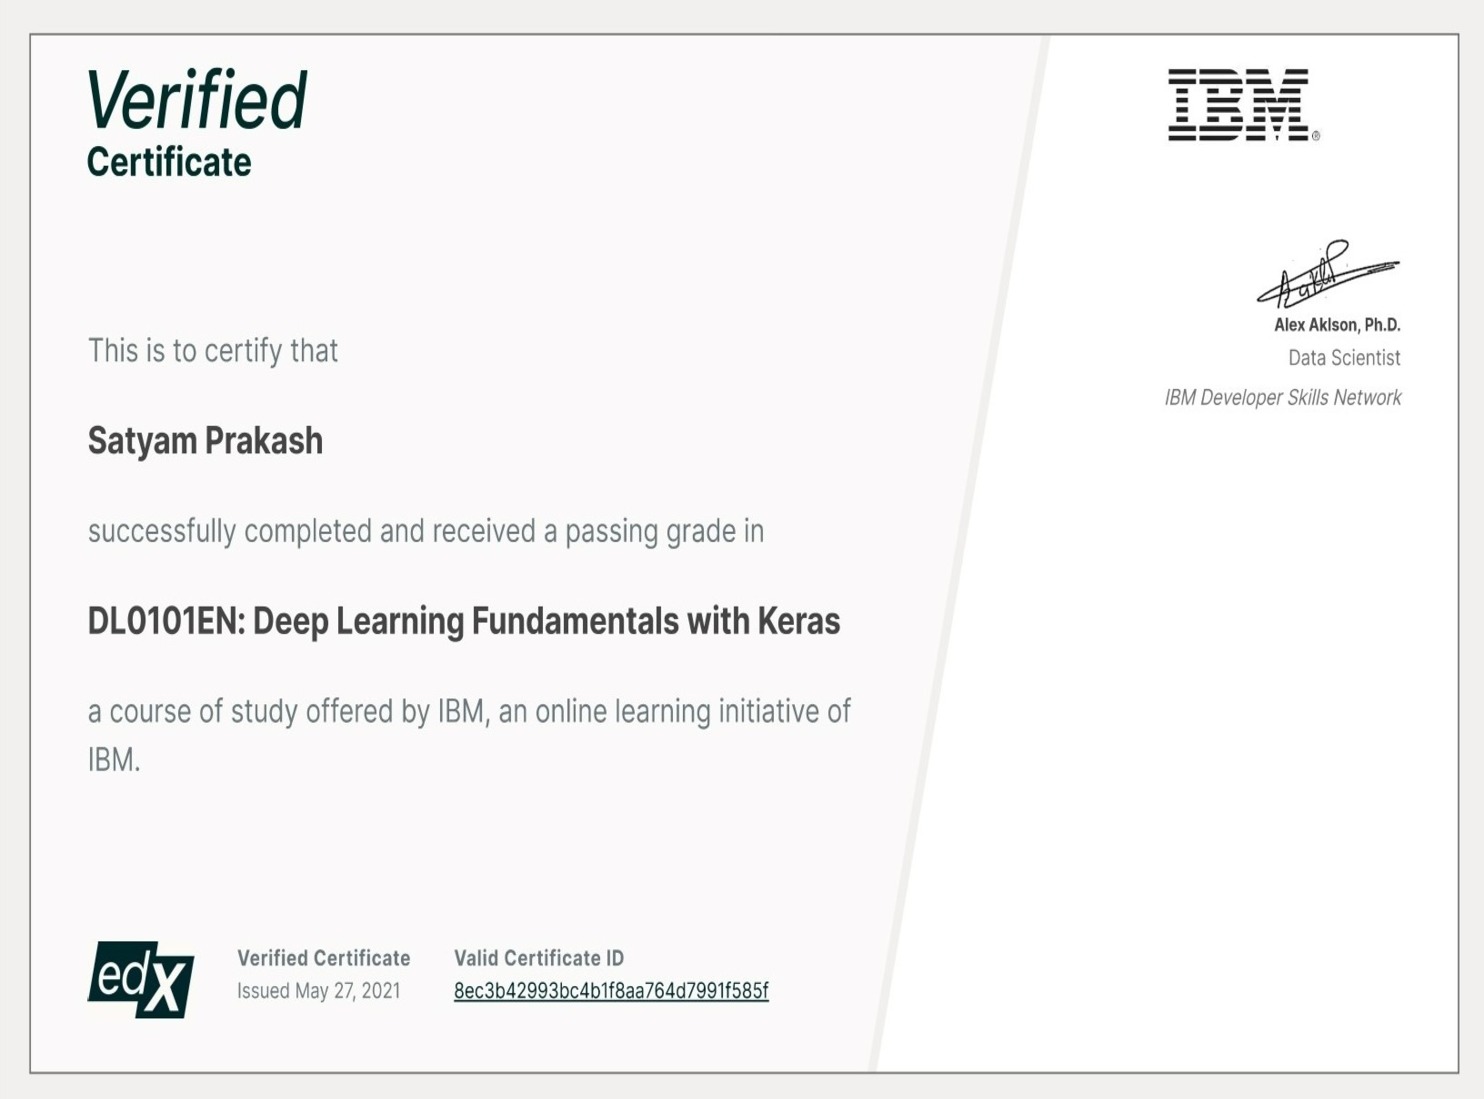 Verified
Certificate
IBM®
This is to certify that
Satyam Prakash
successfully completed and received a passing grade in
DL0101EN: Deep Learning Fundamentals with Keras
a course of study offered by IBM, an online learning initiative of
IBM.
Alex Aklson, Ph.D.
Data Scientist
IBM Developer Skills Network
edX
Verified Certificate
Issued May 27, 2021
Valid Certificate ID
8ec3b42993bc4b1f8aa764d7991f585f